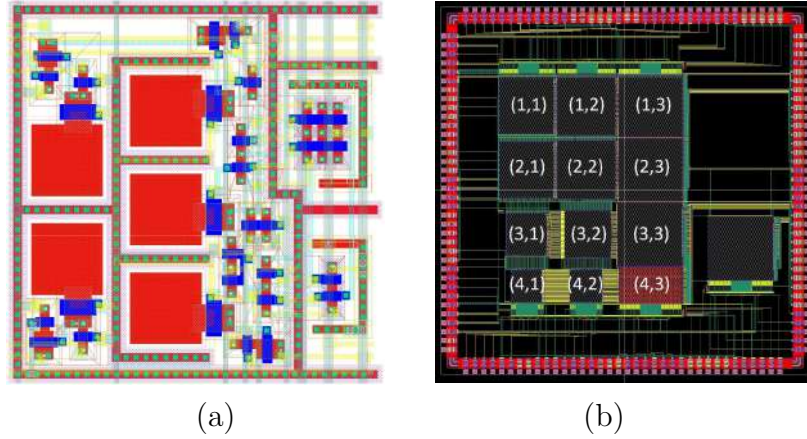 (1,1) (1,2) (1,3)
(2,1) (2,2) (2,3)
(3,1) (3,2) (3,3)
(4,1) (4,2) (4,3)
(a) (b)